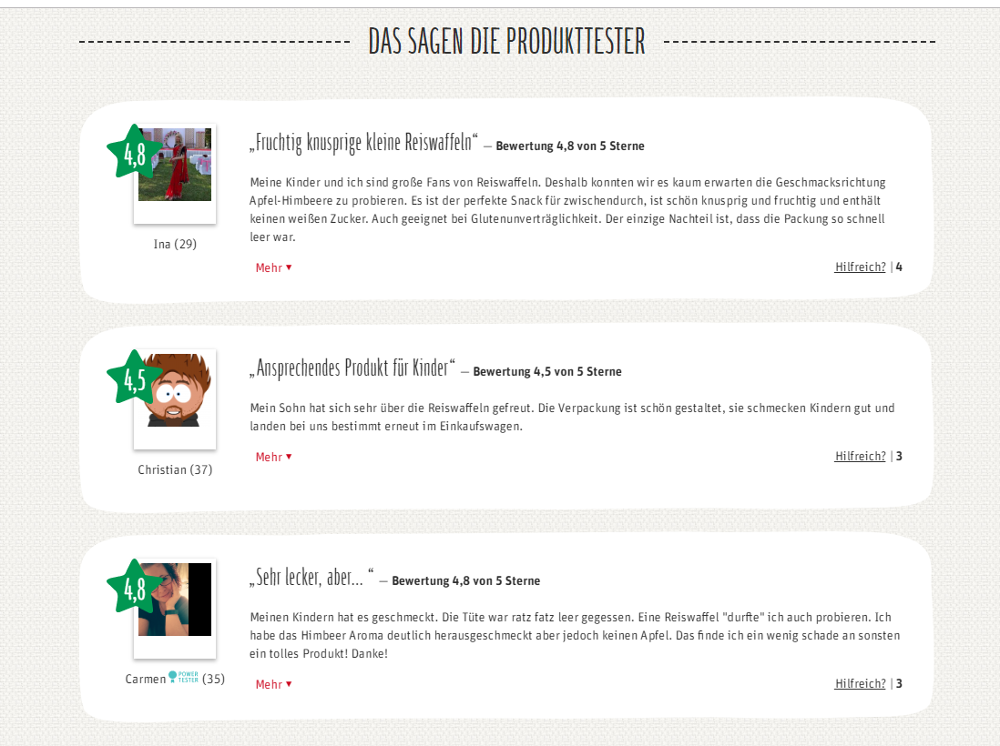 DAS SAGEN DIE PRODUKTTESTER
4,8
„Fruchtig knusprige kleine Reiswaffeln“ — Bewertung 4,8 von 5 Sterne
Meine Kinder und ich sind große Fans von Reiswaffeln. Deshalb konnten wir es kaum erwarten die Geschmacksrichtung
Apfel-Himbeere zu probieren. Es ist der perfekte Snack für zwischendurch, ist schön knusprig und fruchtig und enthält
keinen weißen Zucker. Auch geeignet bei Glutenunverträglichkeit. Der einzige Nachteil ist, dass die Packung so schnell
leer war.
Ina (29)
Mehr ▼
Hilfreich? | 4
4,5
„Ansprechendes Produkt für Kinder“ — Bewertung 4,5 von 5 Sterne
Mein Sohn hat sich sehr über die Reiswaffeln gefreut. Die Verpackung ist schön gestaltet, sie schmecken Kindern gut und
landen bei uns bestimmt erneut im Einkaufswagen.
Mehr ▼
Hilfreich? | 3
Christian (37)
4,8
„Sehr lecker, aber... “ — Bewertung 4,8 von 5 Sterne
Meinen Kindern hat es geschmeckt. Die Tüte war ratz fatz leer gegessen. Eine Reiswaffel "durfte" ich auch probieren. Ich
habe das Himbeer Aroma deutlich herausgeschmeckt aber jedoch keinen Apfel. Das finde ich ein wenig schade an sonsten
ein tolles Produkt! Danke!
Carmen POWER TESTER (35)
Mehr ▼
Hilfreich? | 3